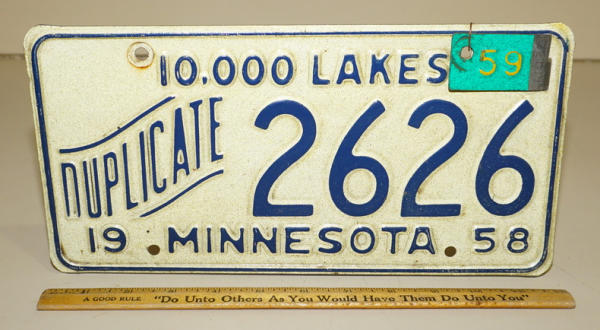 10,000 LAKES 59
DUPLICATE 2626
19 MINNESOTA 58
A GOOD RULE "Do Unto Others As You Would Have Them Do Unto You"